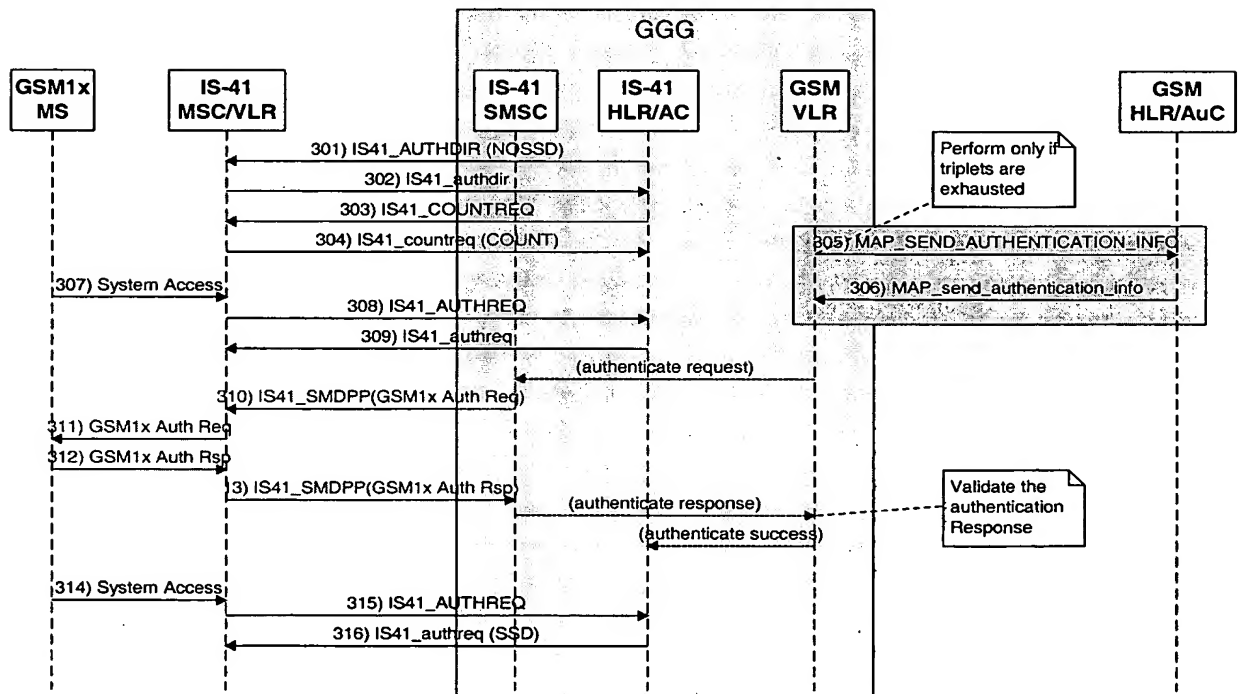 GGG
GSM1x
MS
IS-41
MSC/VLR
IS-41
SMSC
IS-41
HLR/AC
GSM
VLR
GSM
HLR/AuC
301) IS41_AUTHDIR (NOSSD)
Perform only if
triplets are
exhausted
302) IS41_authdir
303) IS41_COUNTREQ
304) IS41_countreq (COUNT)
305) MAP_SEND_AUTHENTICATION_INFO
307) System Access
306) MAP_send_authentication_info
308) IS41_AUTHREQ
309) IS41_authreq
(authenticate request)
310) IS41_SMDPP(GSM1x Auth Req)
311) GSM1x Auth Req
312) GSM1x Auth Rsp
3) IS41_SMDPP(GSM1x Auth Rsp)
(authenticate response)
Validate the
authentication
Response
(authenticate success)
314) System Access
315) IS41_AUTHREQ
316) IS41_authreq (SSD)